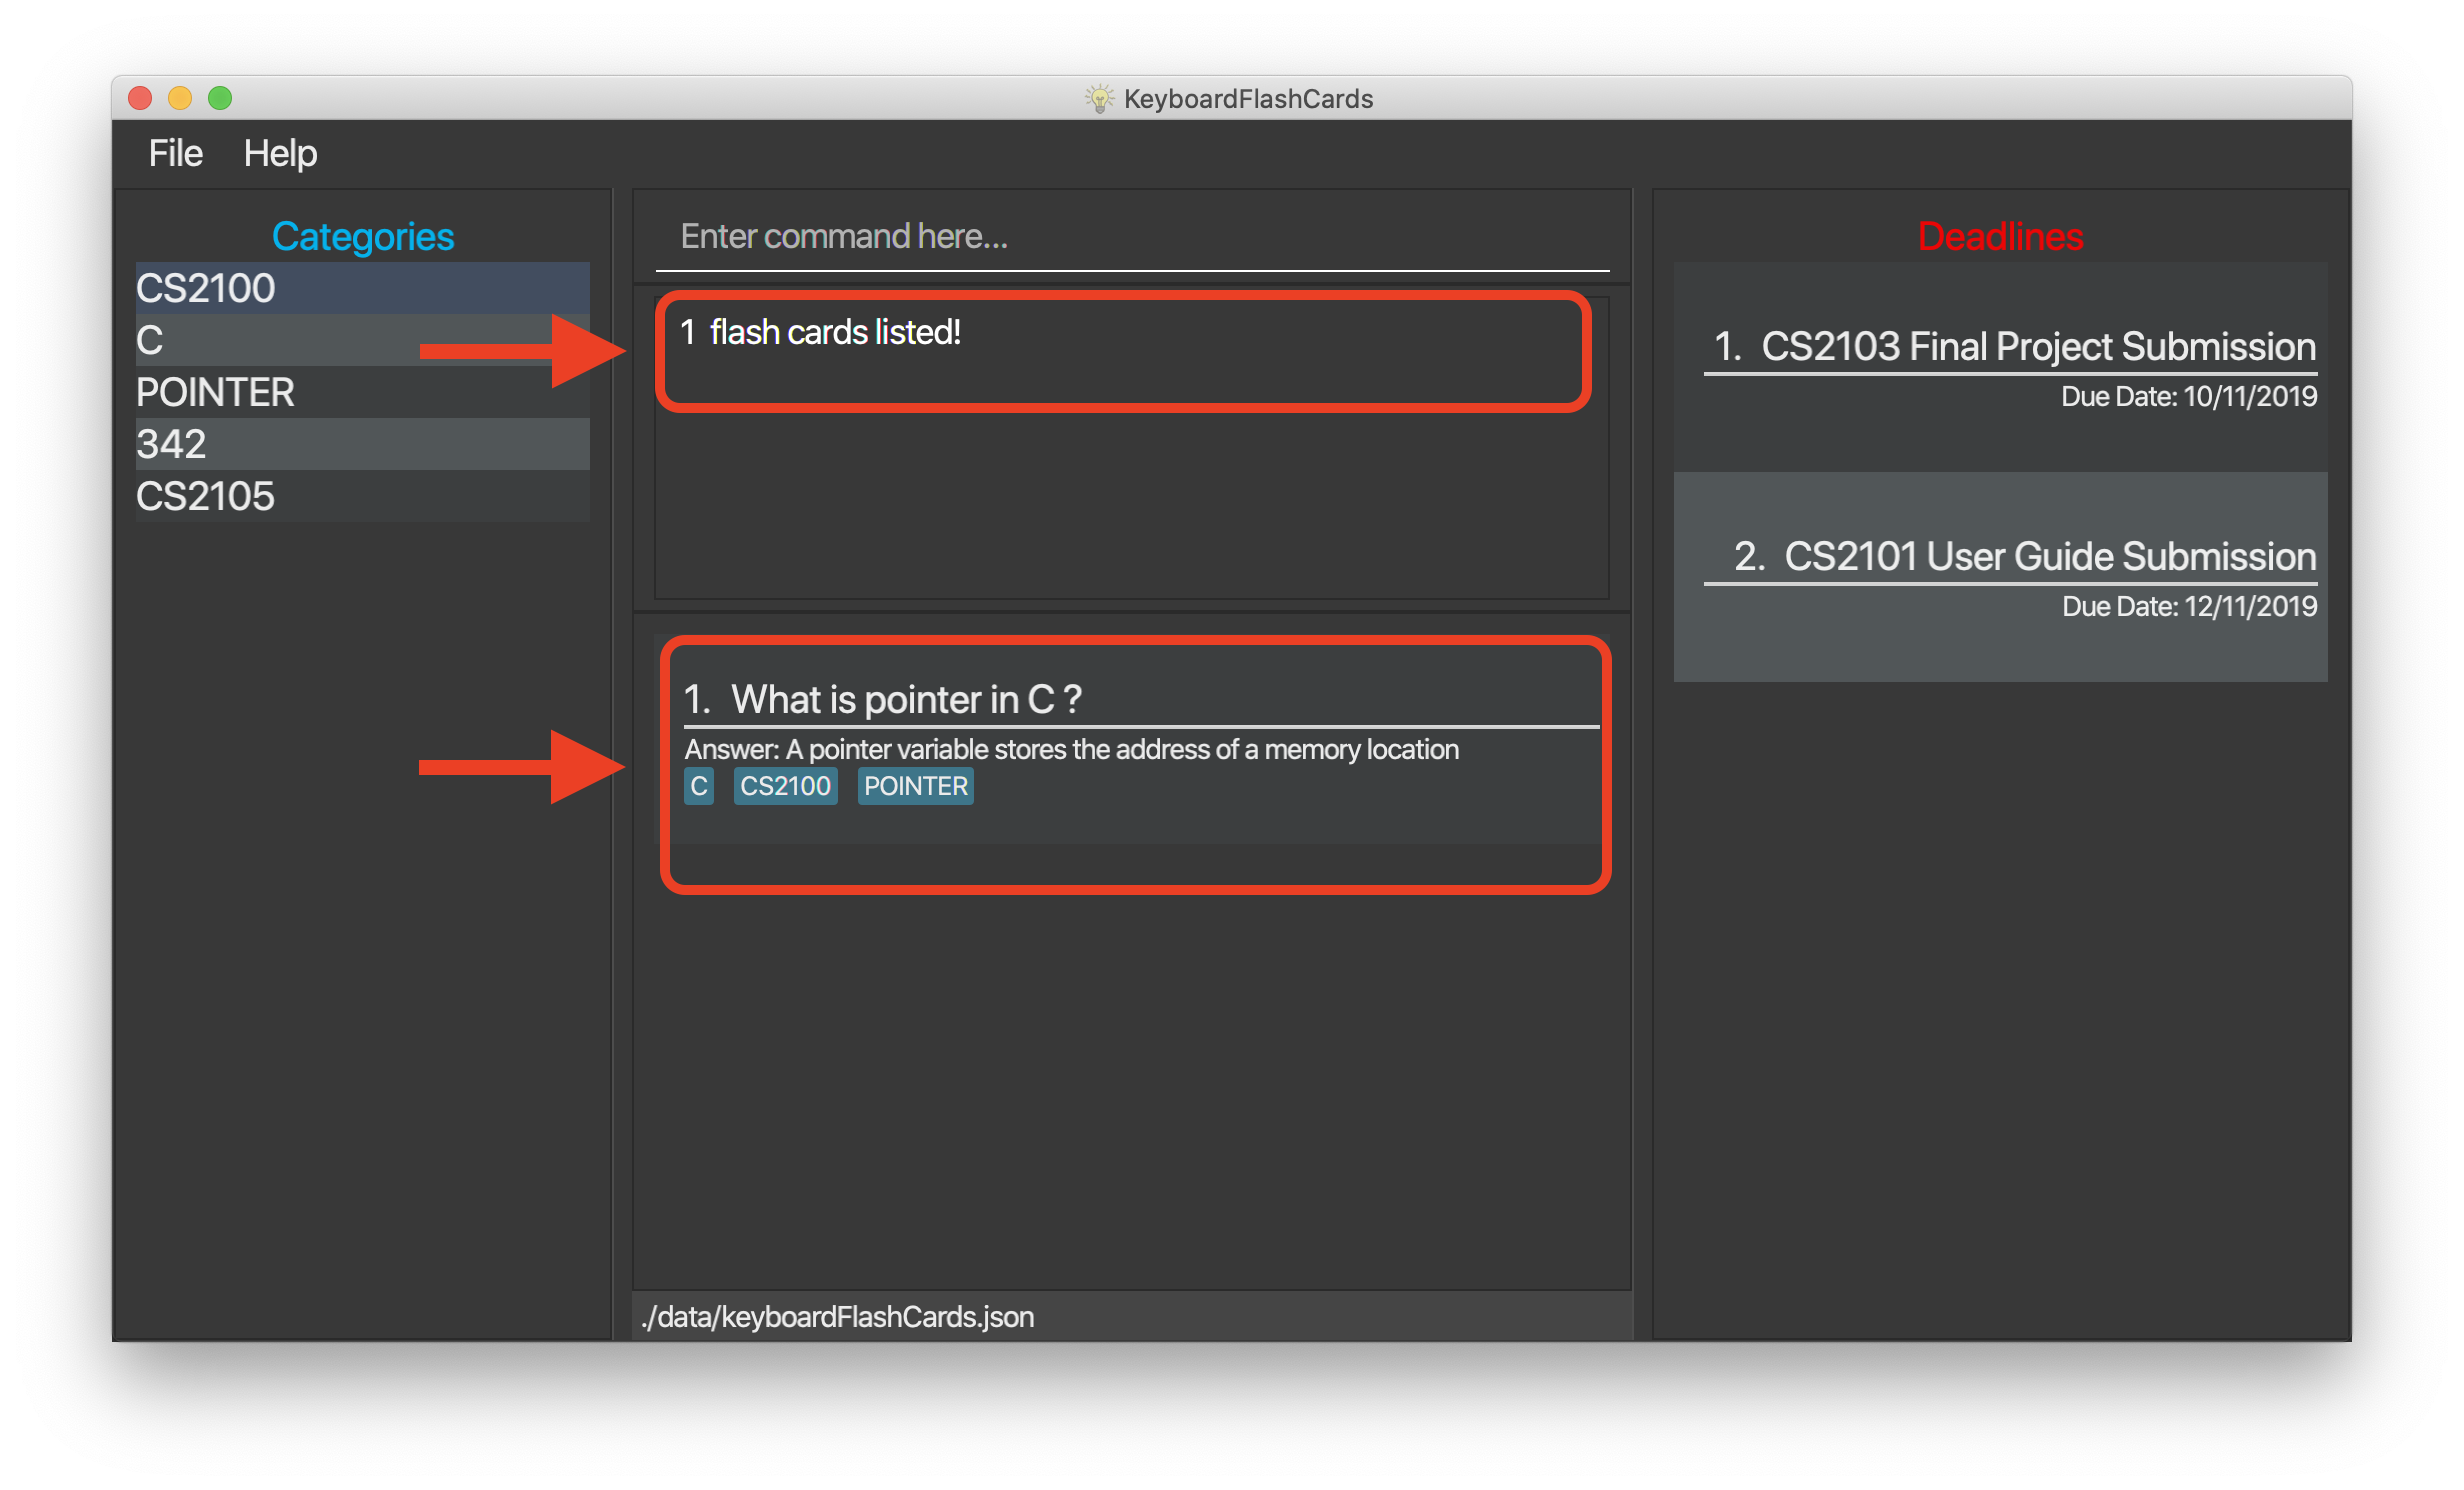 KeyboardFlashCards
File Help
Categories
CS2100
C
POINTER
342
CS2105
Enter command here...
1 flash cards listed!
1. What is pointer in C ?
Answer: A pointer variable stores the address of a memory location
C CS2100 POINTER
./data/keyboardFlashCards.json
Deadlines
1. CS2103 Final Project Submission
Due Date: 10/11/2019
2. CS2101 User Guide Submission
Due Date: 12/11/2019